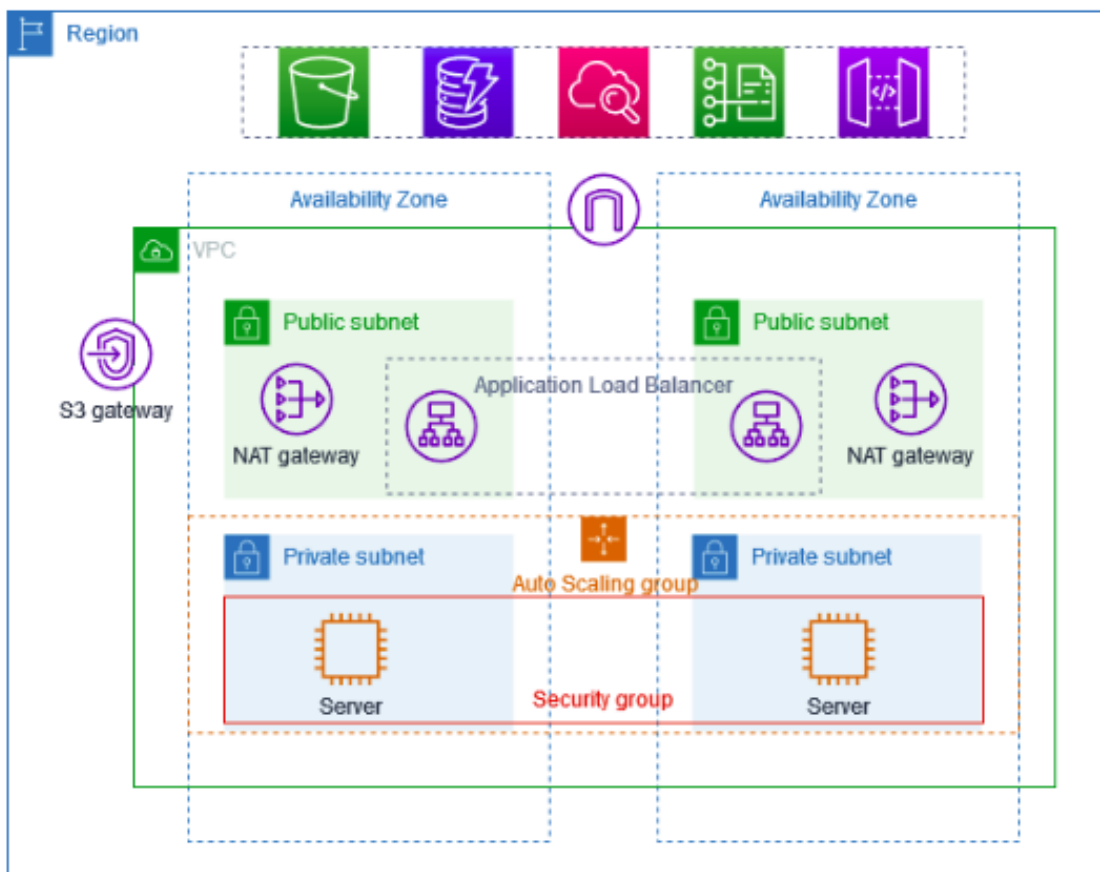 Region
</>
Availability Zone
Availability Zone
VPC
Public subnet
Public subnet
Application Load Balancer
S3 gateway
NAT gateway
NAT gateway
Private subnet
Private subnet
Auto Scaling group
Security group
Server
Server